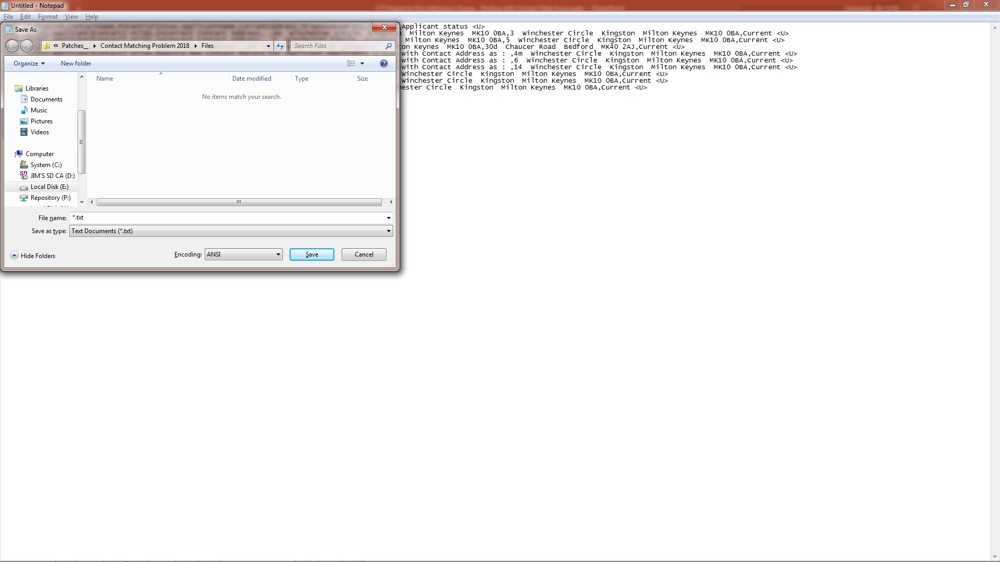 Untitled - Notepad
File Edit Format View Help
Save As
« Patches__ Contact Matching Problem 2018 Files
Search Files
Organize New folder
Name Date modified Type Size
No items match your search.
Libraries
Documents
Music
Pictures
Videos
Computer
System (C:)
JIM'S SD CA (D:)
Local Disk (E:)
Repository (P:)
File name: *.txt
Save as type: Text Documents (*.txt)
Hide Folders
Encoding: ANSI
Save
Cancel
Applicant status <U>
Milton Keynes MK10 0BA,3 Winchester Circle Kingston Milton Keynes MK10 0BA,Current <U>
Milton Keynes MK10 0BA,5 Winchester Circle Kingston Milton Keynes MK10 0BA,Current <U>
Keynes MK10 0BA,30d Chaucer Road Bedford MK40 2AJ,Current <U>
with Contact Address as : ,4m Winchester Circle Kingston Milton Keynes MK10 0BA,Current <U>
with Contact Address as : ,6 Winchester Circle Kingston Milton Keynes MK10 0BA,Current <U>
with Contact Address as : ,14 Winchester Circle Kingston Milton Keynes MK10 0BA,Current <U>
Winchester Circle Kingston Milton Keynes MK10 0BA,Current <U>
Winchester Circle Kingston Milton Keynes MK10 0BA,Current <U>
Circle Kingston Milton Keynes MK10 0BA,Current <U>